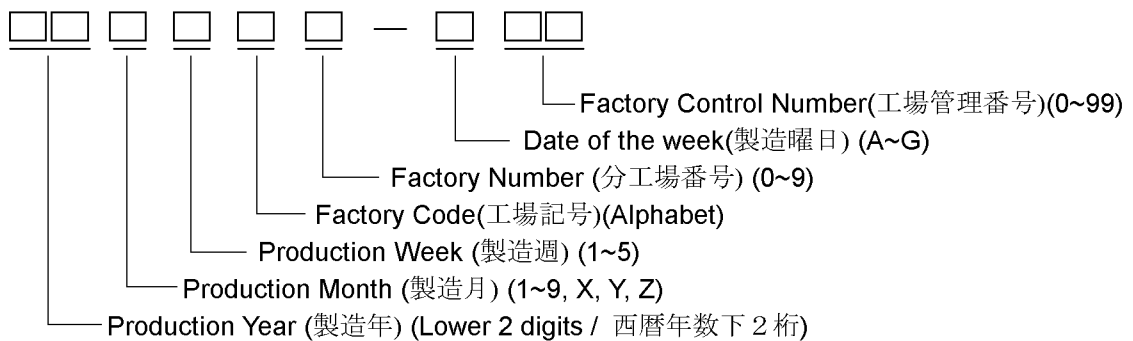 Factory Control Number(工場管理番号)(0~99)
Date of the week(製造曜日) (A~G)
Factory Number (分工場番号) (0~9)
Factory Code(工場記号)(Alphabet)
Production Week (製造週) (1~5)
Production Month (製造月) (1~9, X, Y, Z)
Production Year (製造年) (Lower 2 digits / 西暦年数下２桁)